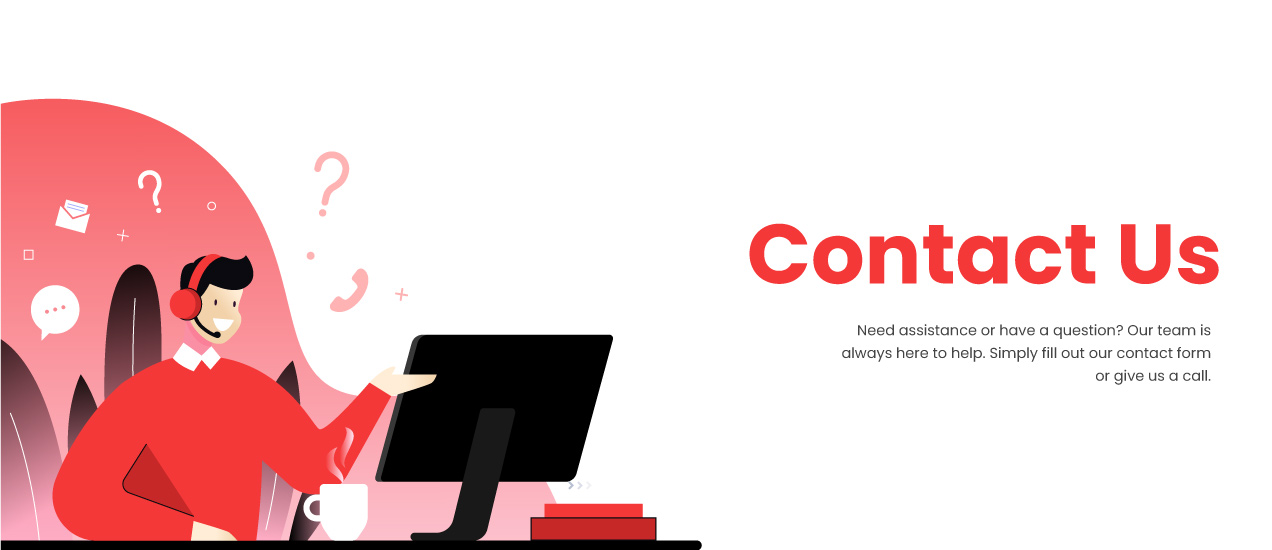 Contact Us
Need assistance or have a question? Our team is
always here to help. Simply fill out our contact form
or give us a call.